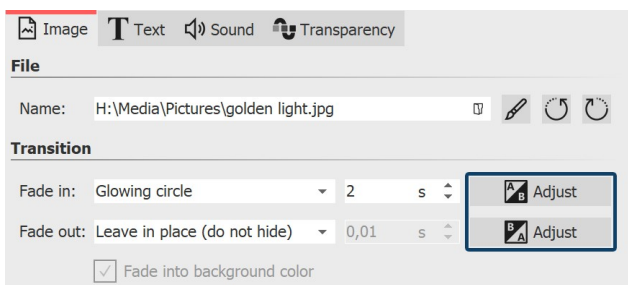 Image Text Sound Transparency
File
Name: H:\Media\Pictures\golden light.jpg
Transition
Fade in: Glowing circle 2 s A B Adjust
Fade out: Leave in place (do not hide) 0,01 s B A Adjust
Fade into background color